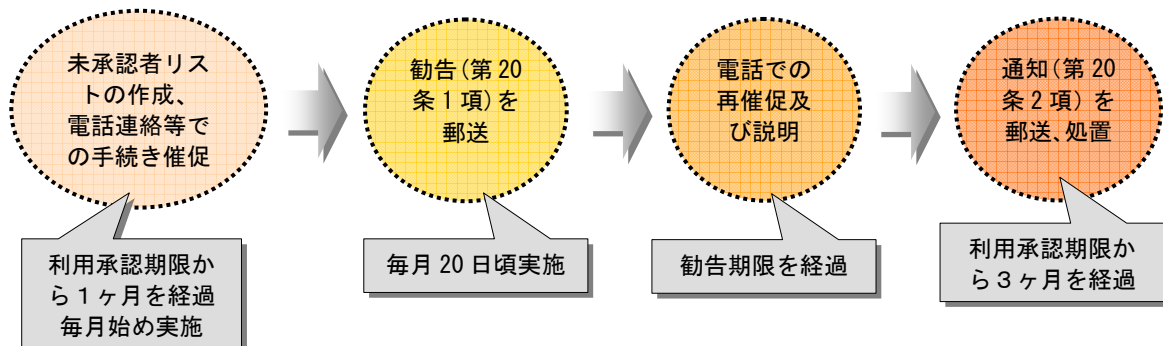 未承認者リス
トの作成、
電話連絡等で
の手続き催促
勧告(第20
条1項)を
郵送
電話での
再催促及
び説明
通知(第20
条2項)を
郵送、処置
利用承認期限か
ら1ヶ月を経過
毎月始め実施
毎月20日頃実施
勧告期限を経過
利用承認期限か
ら3ヶ月を経過